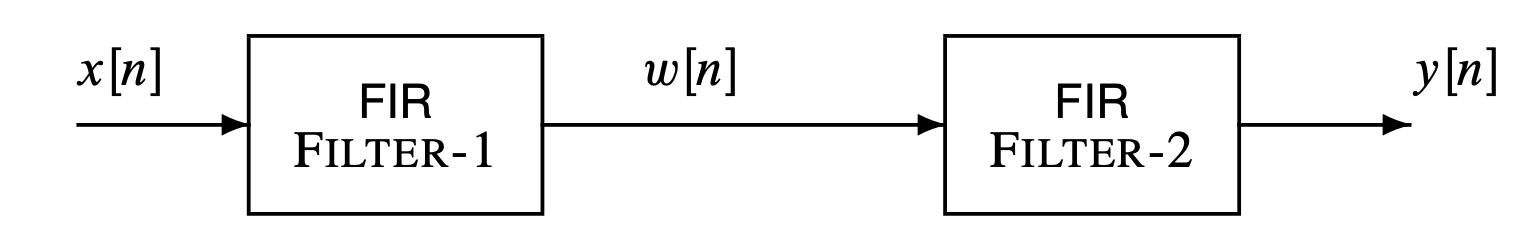 x[n]
FIR
FILTER-1
w[n]
FIR
FILTER-2
y[n]